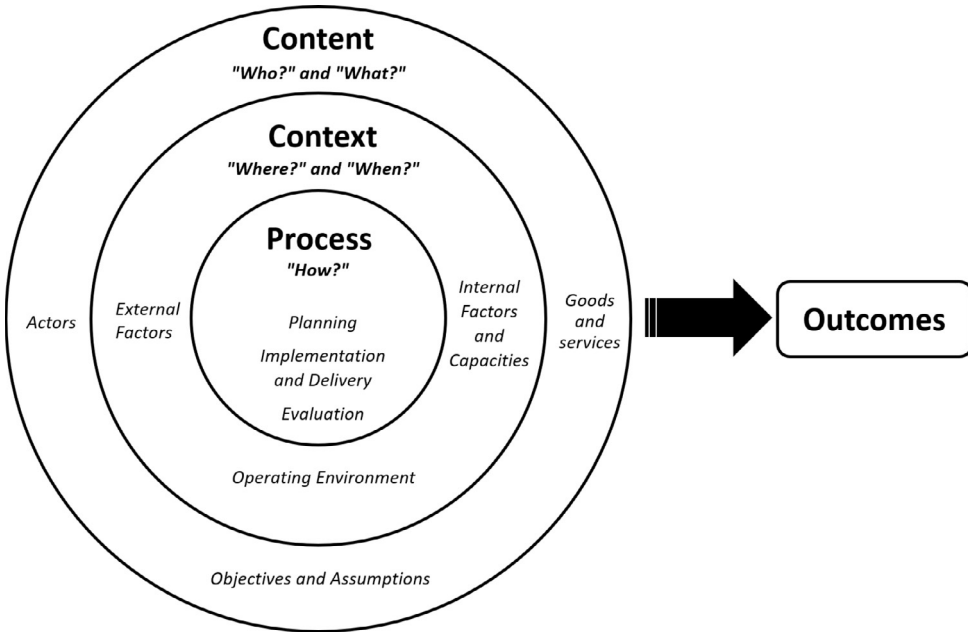 Content
"Who?" and "What?"
Context
"Where?" and "When?"
Process
"How?"
Planning
Implementation
and Delivery
Evaluation
Actors
External
Factors
Internal
Factors
and
Capacities
Goods
and
services
Operating Environment
Objectives and Assumptions
Outcomes